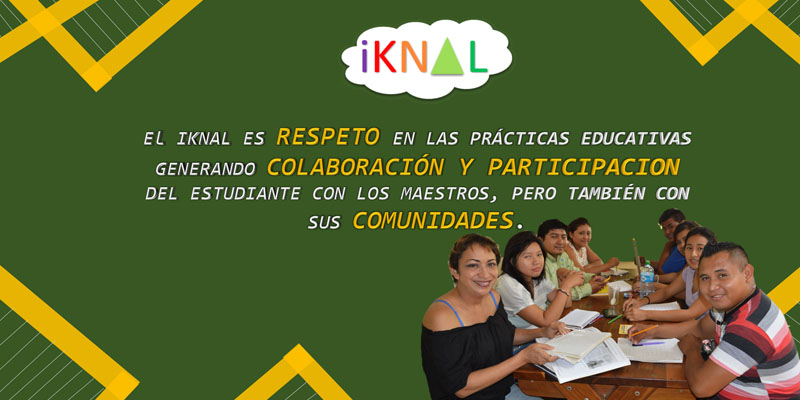 iKNAL
EL IKNAL ES RESPETO EN LAS PRÁCTICAS EDUCATIVAS
GENERANDO COLABORACIÓN Y PARTICIPACION
DEL ESTUDIANTE CON LOS MAESTROS, PERO TAMBIÉN CON
SUS COMUNIDADES.